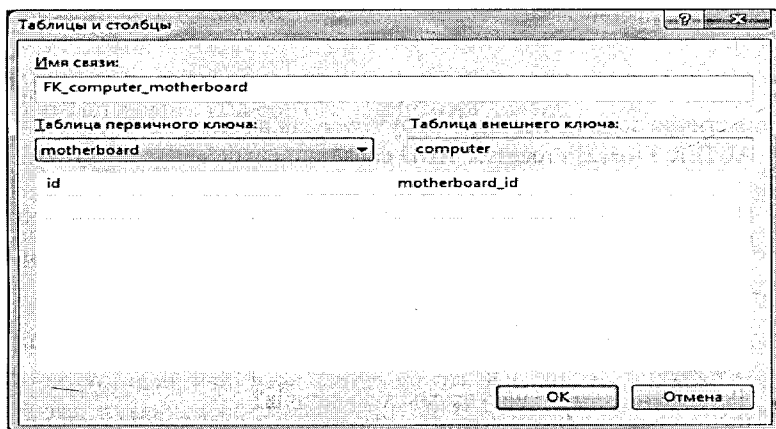 Таблицы и столбцы
?
Имя связи:
FK_computer_motherboard
Таблица первичного ключа:
Таблица внешнего ключа:
motherboard
computer
id
motherboard_id
OK
Отмена